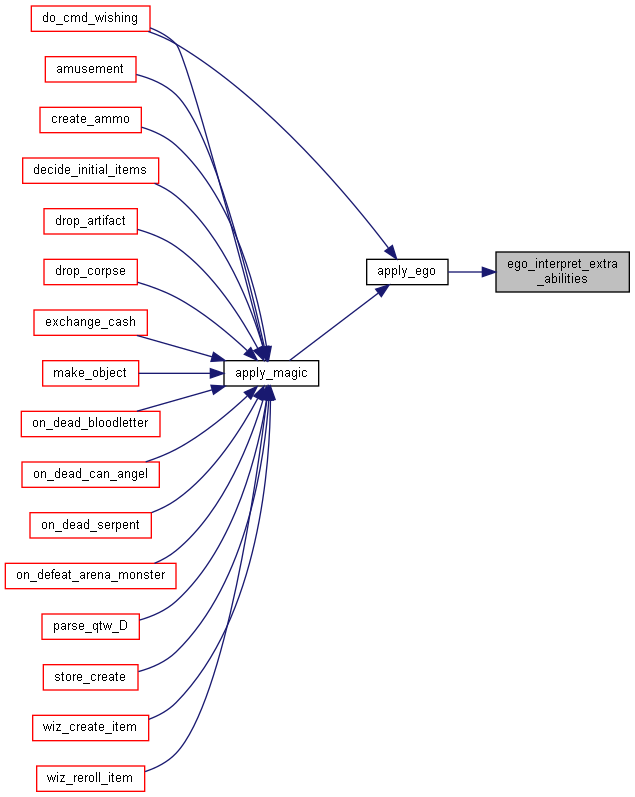 do_cmd_wishing
amusement
create_ammo
decide_initial_items
drop_artifact
drop_corpse
exchange_cash
make_object
on_dead_bloodletter
on_dead_can_angel
on_dead_serpent
on_defeat_arena_monster
parse_qtw_D
store_create
wiz_create_item
wiz_reroll_item
apply_magic
apply_ego
ego_interpret_extra
_abilities